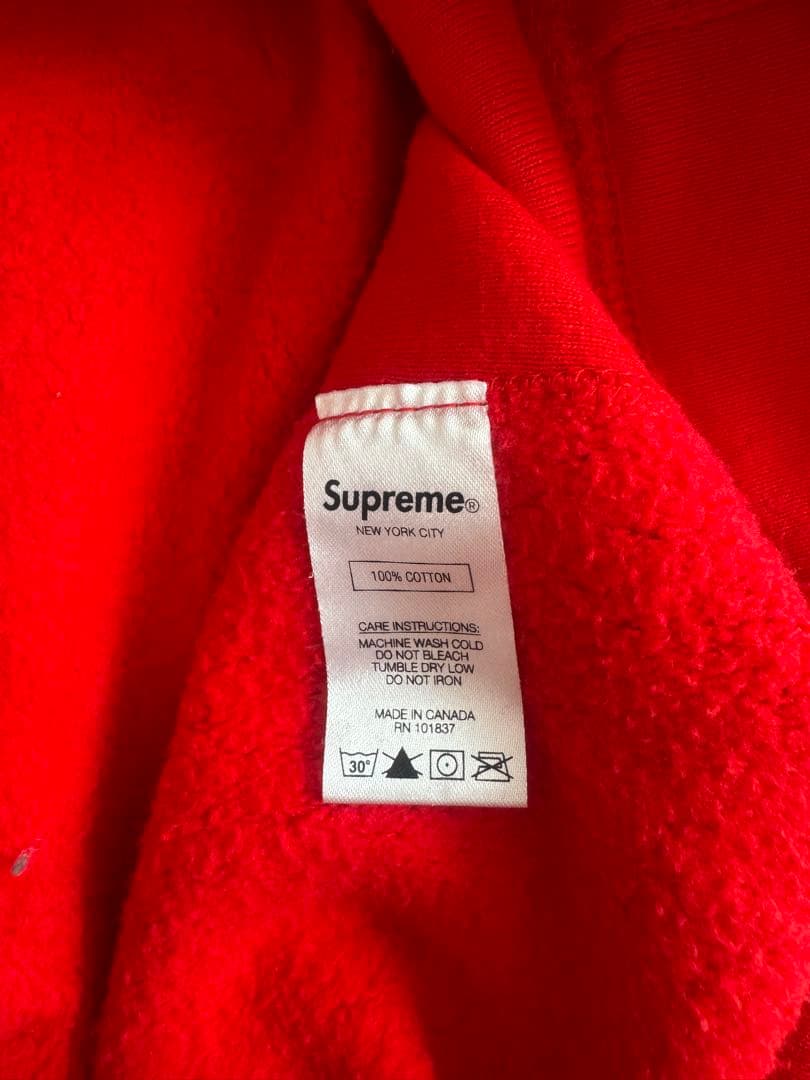 Supreme®
NEW YORK CITY
100% COTTON
CARE INSTRUCTIONS:
MACHINE WASH COLD
DO NOT BLEACH
TUMBLE DRY LOW
DO NOT IRON
MADE IN CANADA
RN 101837
30°